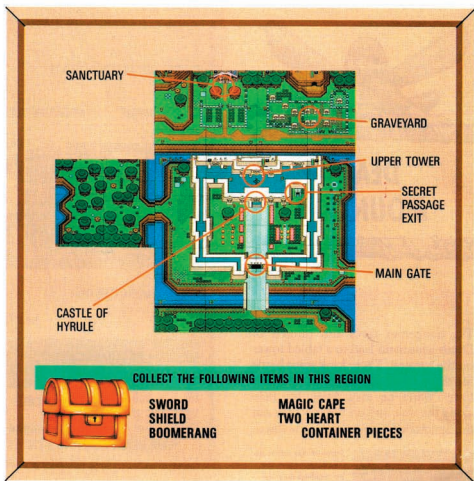 SANCTUARY
GRAVEYARD
UPPER TOWER
SECRET
PASSAGE
EXIT
MAIN GATE
CASTLE OF
HYRULE
COLLECT THE FOLLOWING ITEMS IN THIS REGION
SWORD
SHIELD
BOOMERANG
MAGIC CAPE
TWO HEART
CONTAINER PIECES